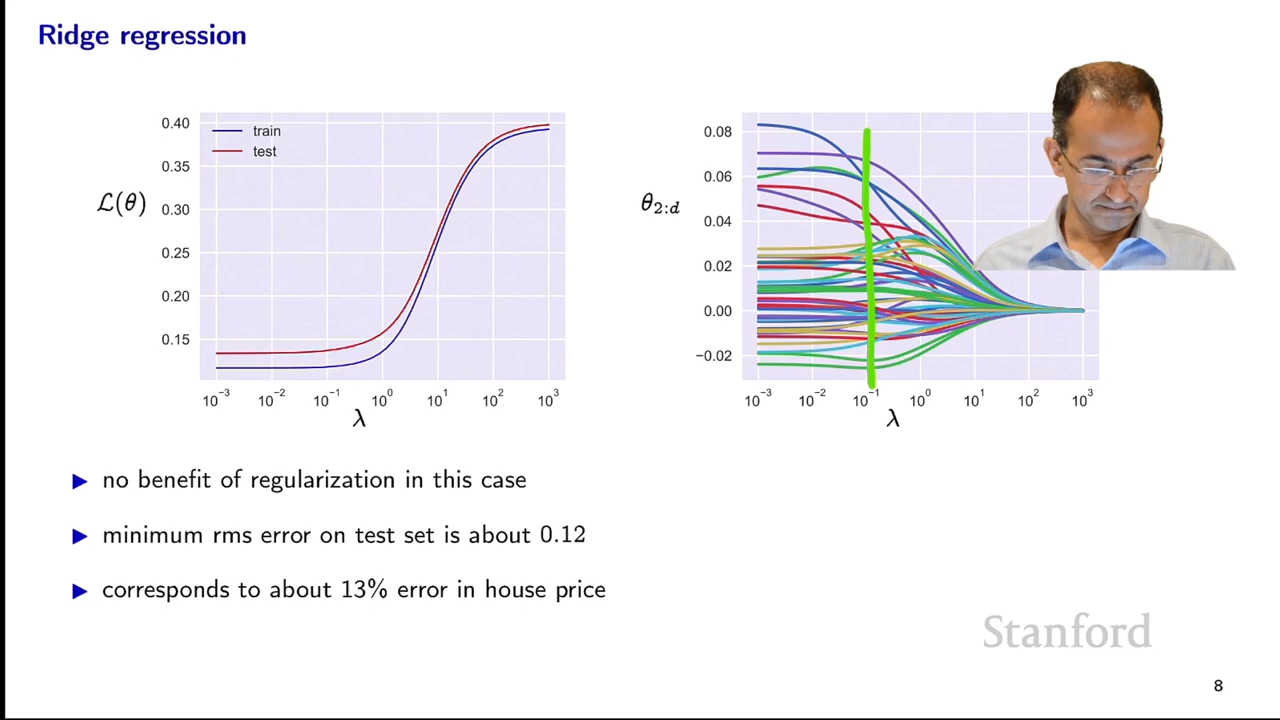 Ridge regression
0.40
0.35
0.30
0.25
0.20
0.15
train
test
ℒ(θ)
10⁻³ 10⁻² 10⁻¹ 10⁰ 10¹ 10² 10³
λ
0.08
0.06
0.04
0.02
0.00
−0.02
θ₂:d
10⁻³ 10⁻² 10⁻¹ 10⁰ 10¹ 10² 10³
λ
▶ no benefit of regularization in this case
▶ minimum rms error on test set is about 0.12
▶ corresponds to about 13% error in house price
Stanford
8